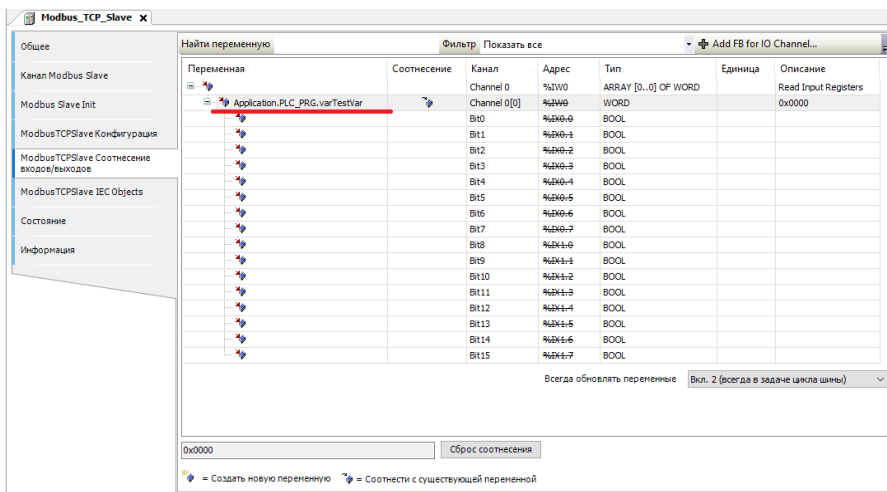 Modbus_TCP_Slave x
Общее
Канал Modbus Slave
Modbus Slave Init
ModbusTCPSlave Конфигурация
ModbusTCPSlave Соотнесение
входов/выходов
ModbusTCPSlave IEC Objects
Состояние
Информация
Найти переменную Фильтр Показать все Add FB for IO Channel...
Переменная Соотнесение Канал Адрес Тип Единица Описание
Channel 0 %IW0 ARRAY [0..0] OF WORD Read Input Registers
Application.PLC_PRG.varTestVar Channel 0[0] %IW0 WORD 0x0000
Bit0 %IX0.0 BOOL
Bit1 %IX0.1 BOOL
Bit2 %IX0.2 BOOL
Bit3 %IX0.3 BOOL
Bit4 %IX0.4 BOOL
Bit5 %IX0.5 BOOL
Bit6 %IX0.6 BOOL
Bit7 %IX0.7 BOOL
Bit8 %IX1.0 BOOL
Bit9 %IX1.1 BOOL
Bit10 %IX1.2 BOOL
Bit11 %IX1.3 BOOL
Bit12 %IX1.4 BOOL
Bit13 %IX1.5 BOOL
Bit14 %IX1.6 BOOL
Bit15 %IX1.7 BOOL
Всегда обновлять переменные Вкл. 2 (всегда в задаче цикла шины)
0x0000 Сброс соотнесения
= Создать новую переменную = Соотнести с существующей переменной